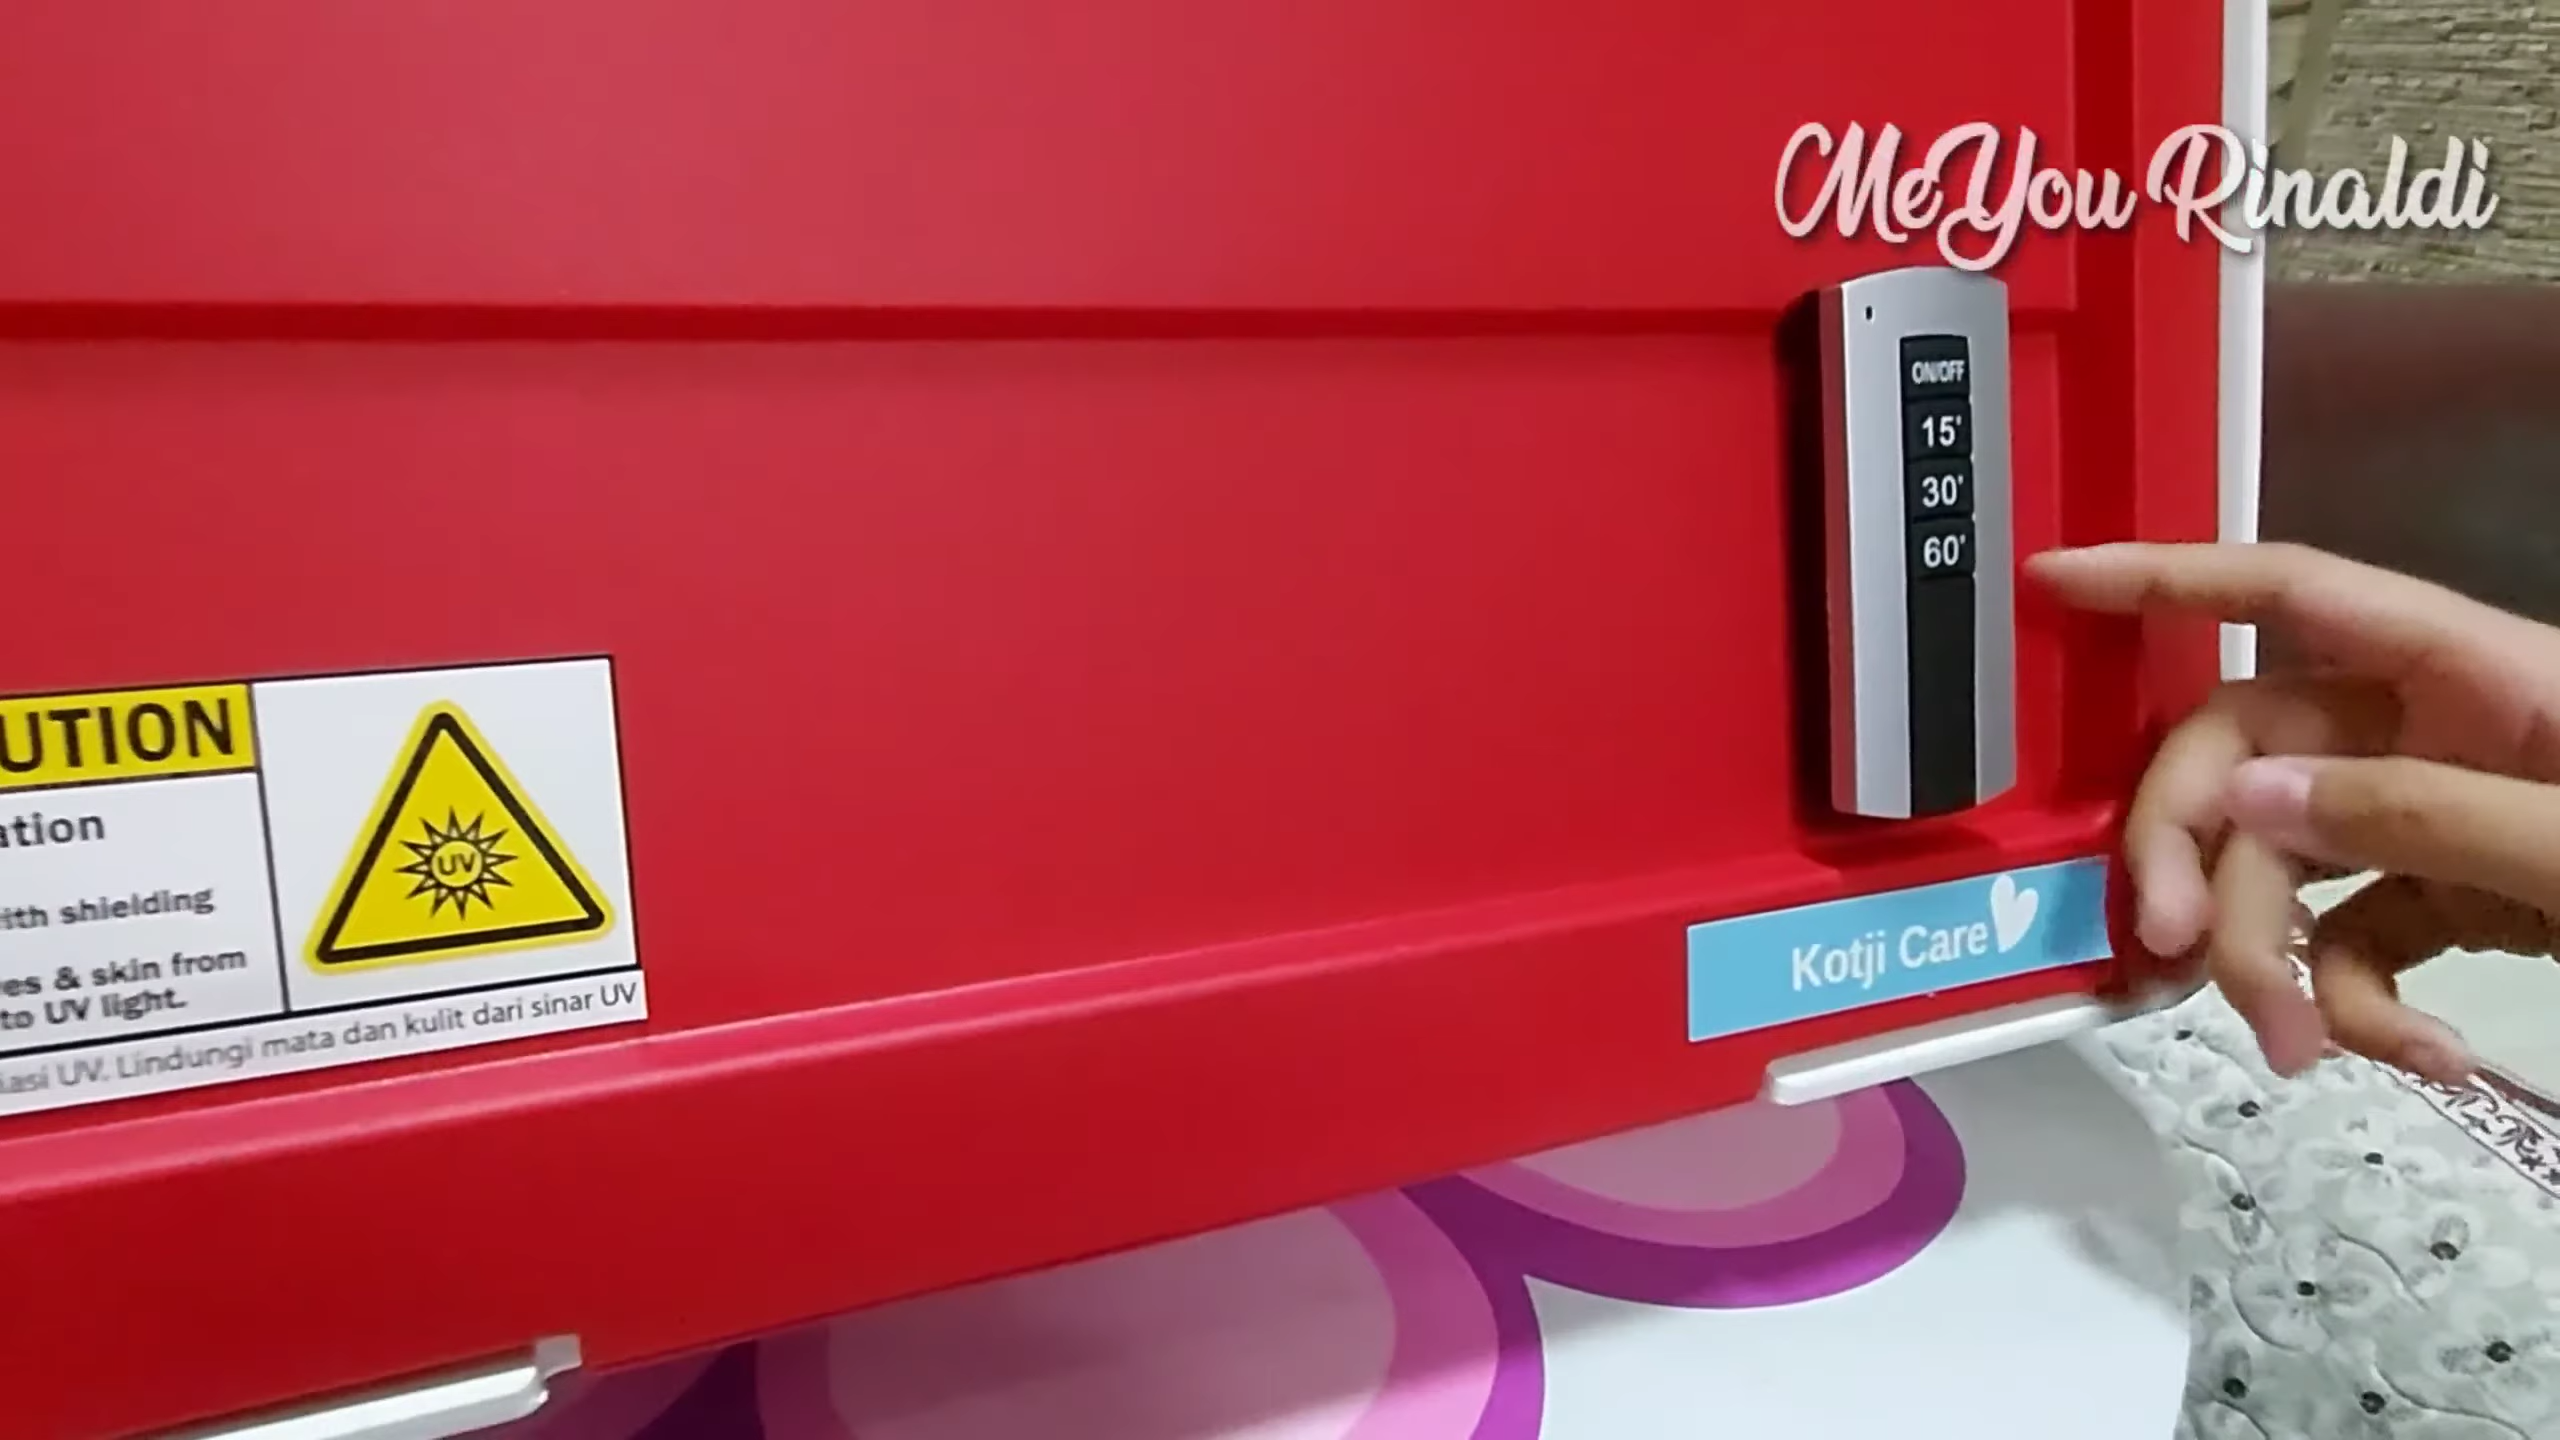 MeYou Rinaldi
ON/OFF
15'
30'
60'
UTION
ation
ith shielding
es & skin from
to UV light.
UV
iasi UV. Lindungi mata dan kulit dari sinar UV
Kotji Care